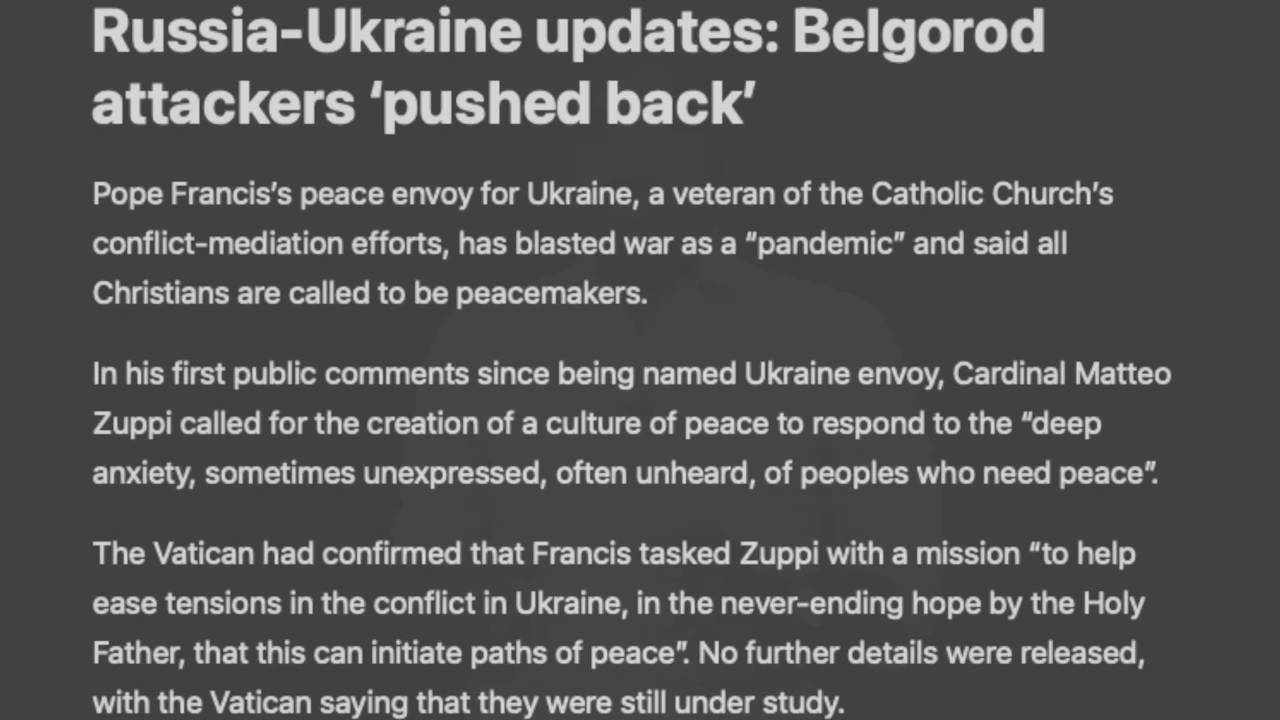 Russia-Ukraine updates: Belgorod
attackers ‘pushed back’
Pope Francis’s peace envoy for Ukraine, a veteran of the Catholic Church’s
conflict-mediation efforts, has blasted war as a “pandemic” and said all
Christians are called to be peacemakers.
In his first public comments since being named Ukraine envoy, Cardinal Matteo
Zuppi called for the creation of a culture of peace to respond to the “deep
anxiety, sometimes unexpressed, often unheard, of peoples who need peace”.
The Vatican had confirmed that Francis tasked Zuppi with a mission “to help
ease tensions in the conflict in Ukraine, in the never-ending hope by the Holy
Father, that this can initiate paths of peace”. No further details were released,
with the Vatican saying that they were still under study.